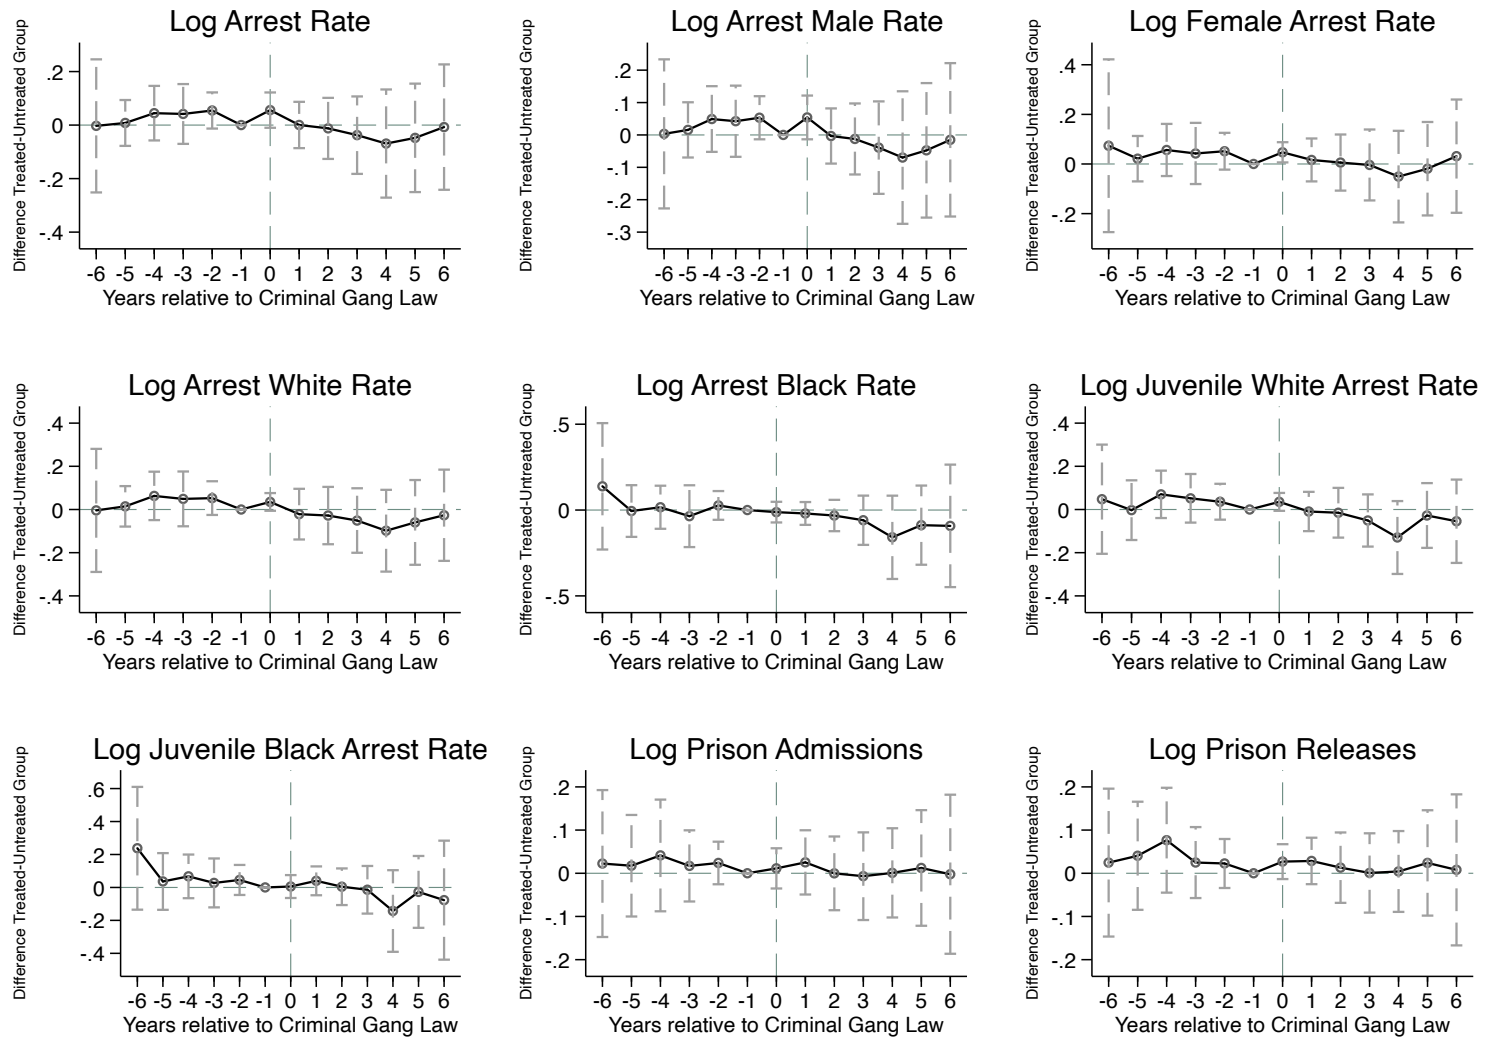 Log Arrest Rate
Difference Treated-Untreated Group
.2
0
-.2
-.4
-6 -5 -4 -3 -2 -1 0 1 2 3 4 5 6
Years relative to Criminal Gang Law
Log Arrest Male Rate
Difference Treated-Untreated Group
.2
.1
0
-.1
-.2
-.3
-6 -5 -4 -3 -2 -1 0 1 2 3 4 5 6
Years relative to Criminal Gang Law
Log Female Arrest Rate
Difference Treated-Untreated Group
.4
.2
0
-.2
-6 -5 -4 -3 -2 -1 0 1 2 3 4 5 6
Years relative to Criminal Gang Law
Log Arrest White Rate
Difference Treated-Untreated Group
.4
.2
0
-.2
-.4
-6 -5 -4 -3 -2 -1 0 1 2 3 4 5 6
Years relative to Criminal Gang Law
Log Arrest Black Rate
Difference Treated-Untreated Group
.5
0
-.5
-6 -5 -4 -3 -2 -1 0 1 2 3 4 5 6
Years relative to Criminal Gang Law
Log Juvenile White Arrest Rate
Difference Treated-Untreated Group
.4
.2
0
-.2
-.4
-6 -5 -4 -3 -2 -1 0 1 2 3 4 5 6
Years relative to Criminal Gang Law
Log Juvenile Black Arrest Rate
Difference Treated-Untreated Group
.6
.4
.2
0
-.2
-.4
-6 -5 -4 -3 -2 -1 0 1 2 3 4 5 6
Years relative to Criminal Gang Law
Log Prison Admissions
Difference Treated-Untreated Group
.2
.1
0
-.1
-.2
-6 -5 -4 -3 -2 -1 0 1 2 3 4 5 6
Years relative to Criminal Gang Law
Log Prison Releases
Difference Treated-Untreated Group
.2
.1
0
-.1
-.2
-6 -5 -4 -3 -2 -1 0 1 2 3 4 5 6
Years relative to Criminal Gang Law